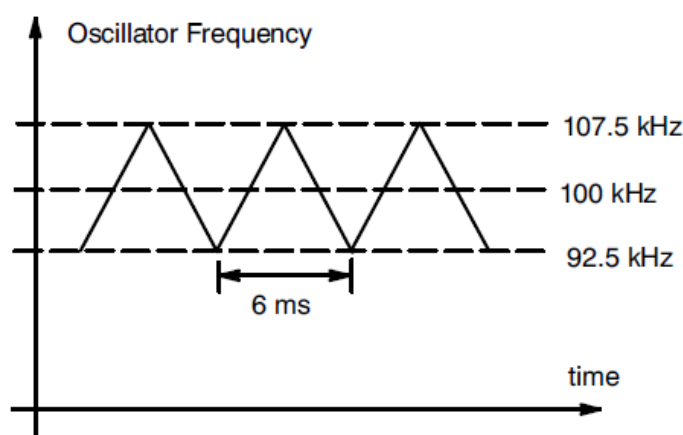 Oscillator Frequency
107.5 kHz
100 kHz
92.5 kHz
6 ms
time